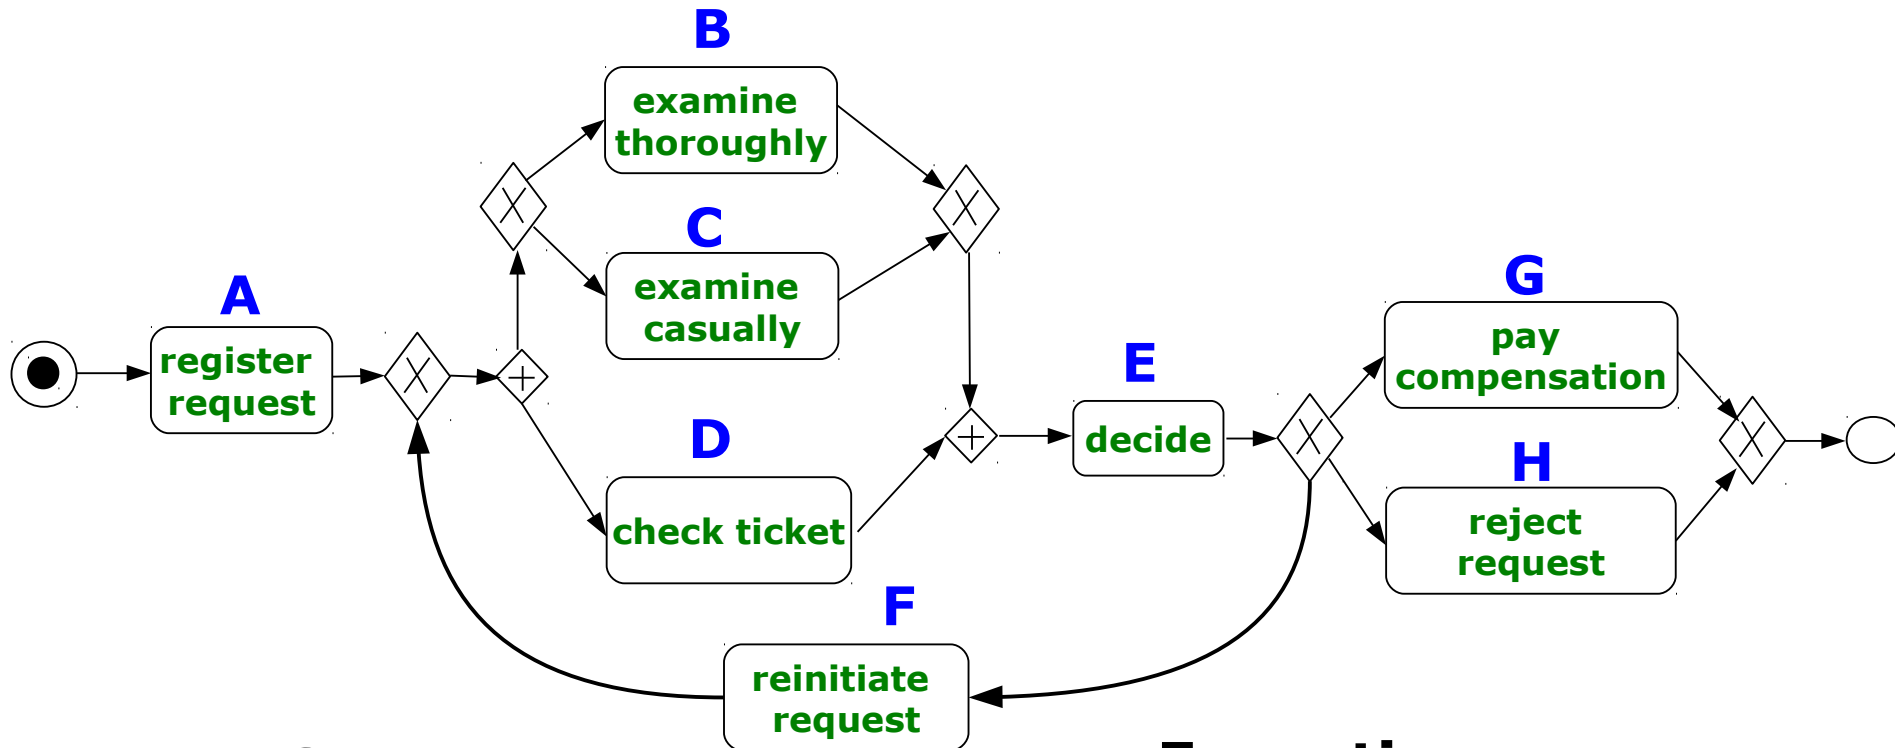 B
examine
thoroughly
C
examine
casually
A
register
request
D
check ticket
E
decide
G
pay
compensation
H
reject
request
F
reinitiate
request